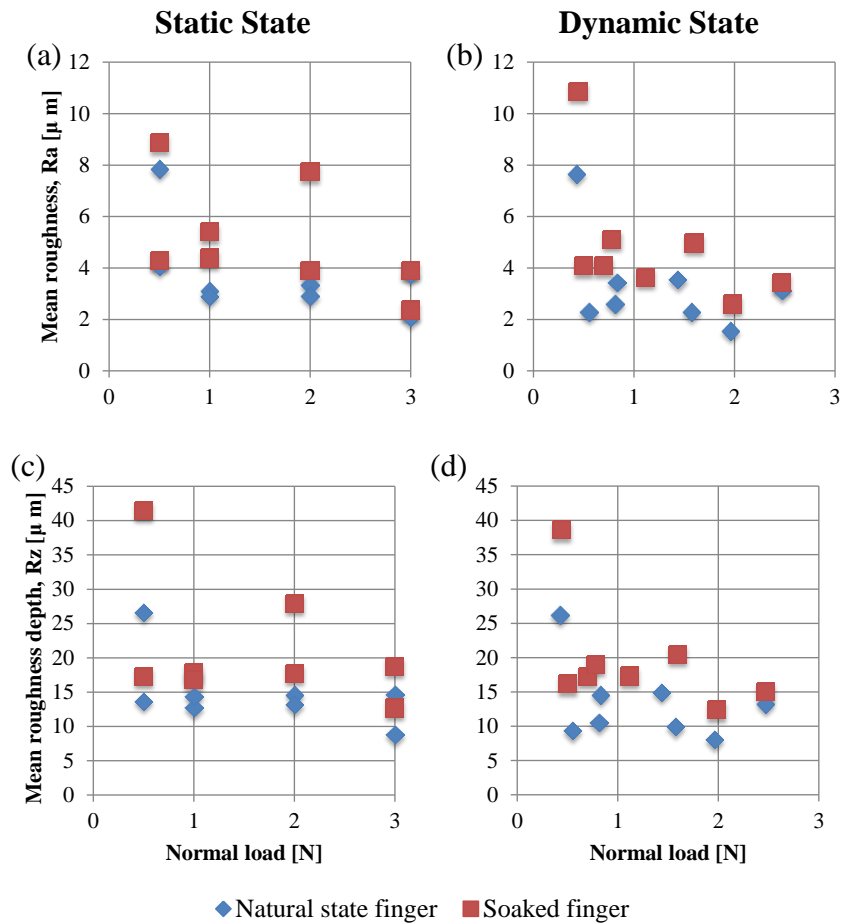 Static State
Dynamic State
(a)
(b)
Mean roughness, Ra [μ m]
12
10
8
6
4
2
0
0 1 2 3
12
10
8
6
4
2
0
0 1 2 3
(c)
(d)
Mean roughness depth, Rz [μ m]
45
40
35
30
25
20
15
10
5
0
0 1 2 3
Normal load [N]
45
40
35
30
25
20
15
10
5
0
0 1 2 3
Normal load [N]
Natural state finger
Soaked finger